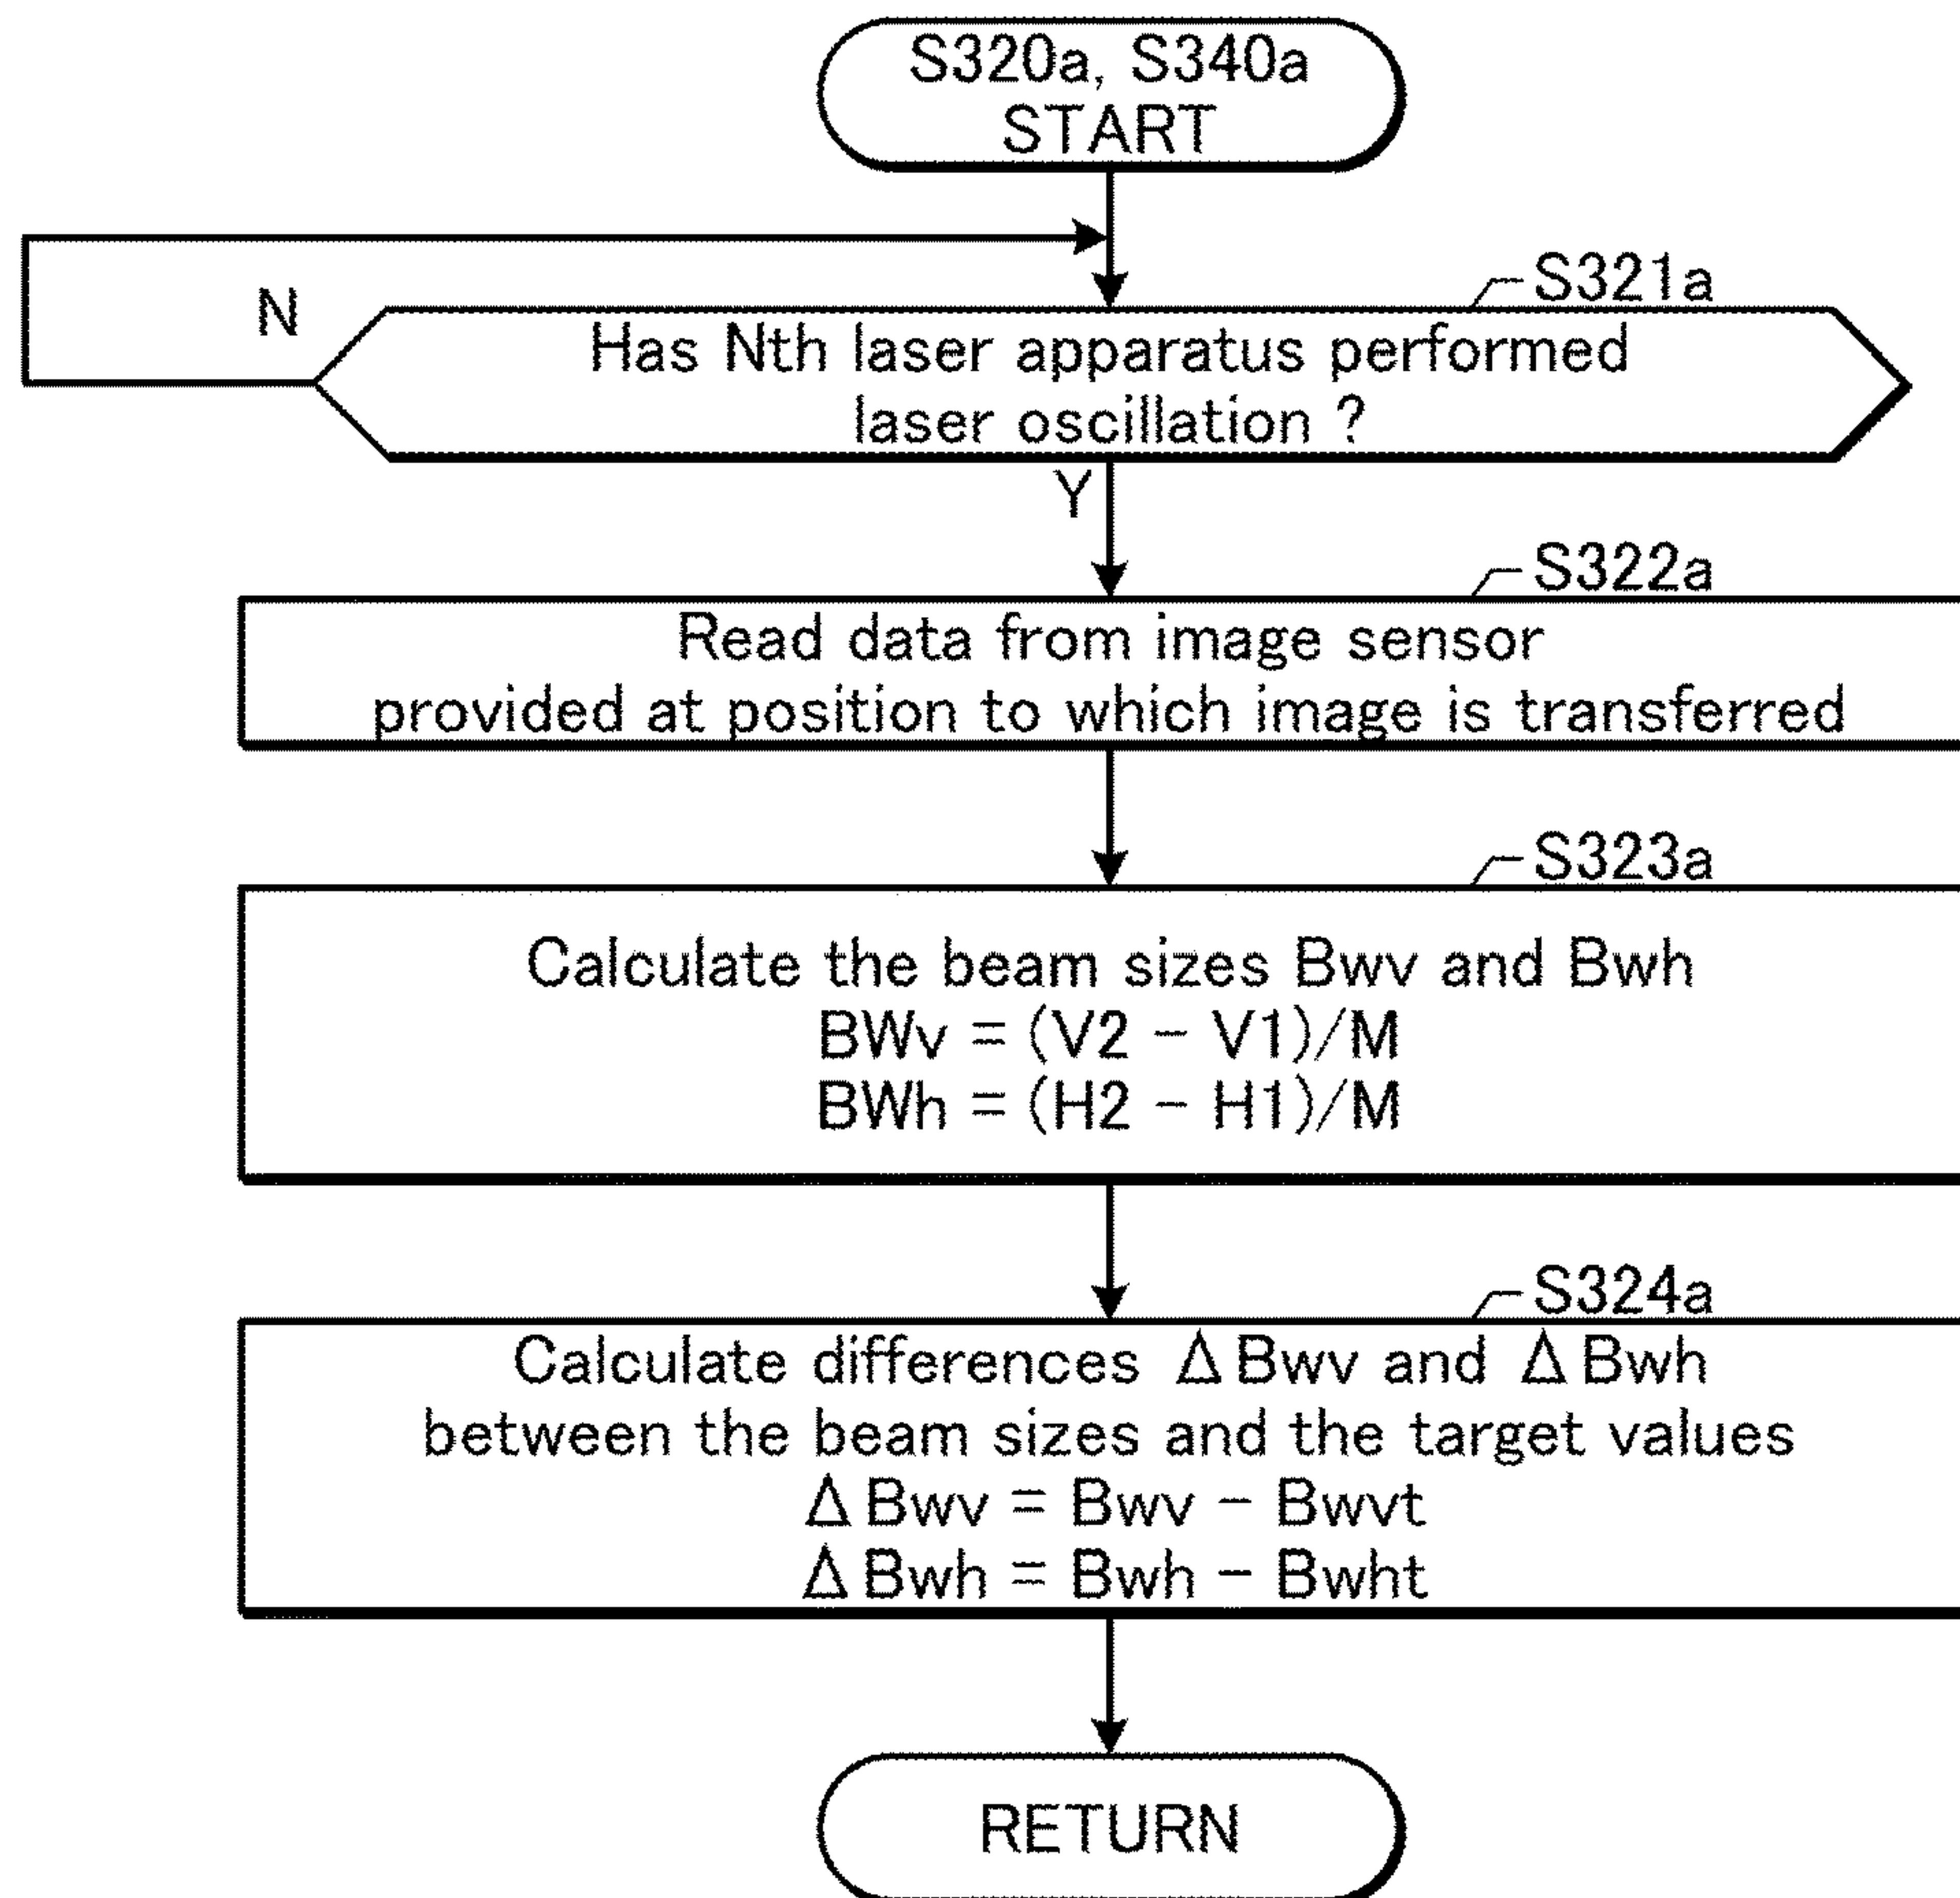 S320a, S340a
START
S321a
N
Has Nth laser apparatus performed
laser oscillation ?
Y
S322a
Read data from image sensor
provided at position to which image is transferred
S323a
Calculate the beam sizes Bwv and Bwh
BWv = (V2 − V1)/M
BWh = (H2 − H1)/M
S324a
Calculate differences ΔBwv and ΔBwh
between the beam sizes and the target values
ΔBwv = Bwv − Bwvt
ΔBwh = Bwh − Bwht
RETURN